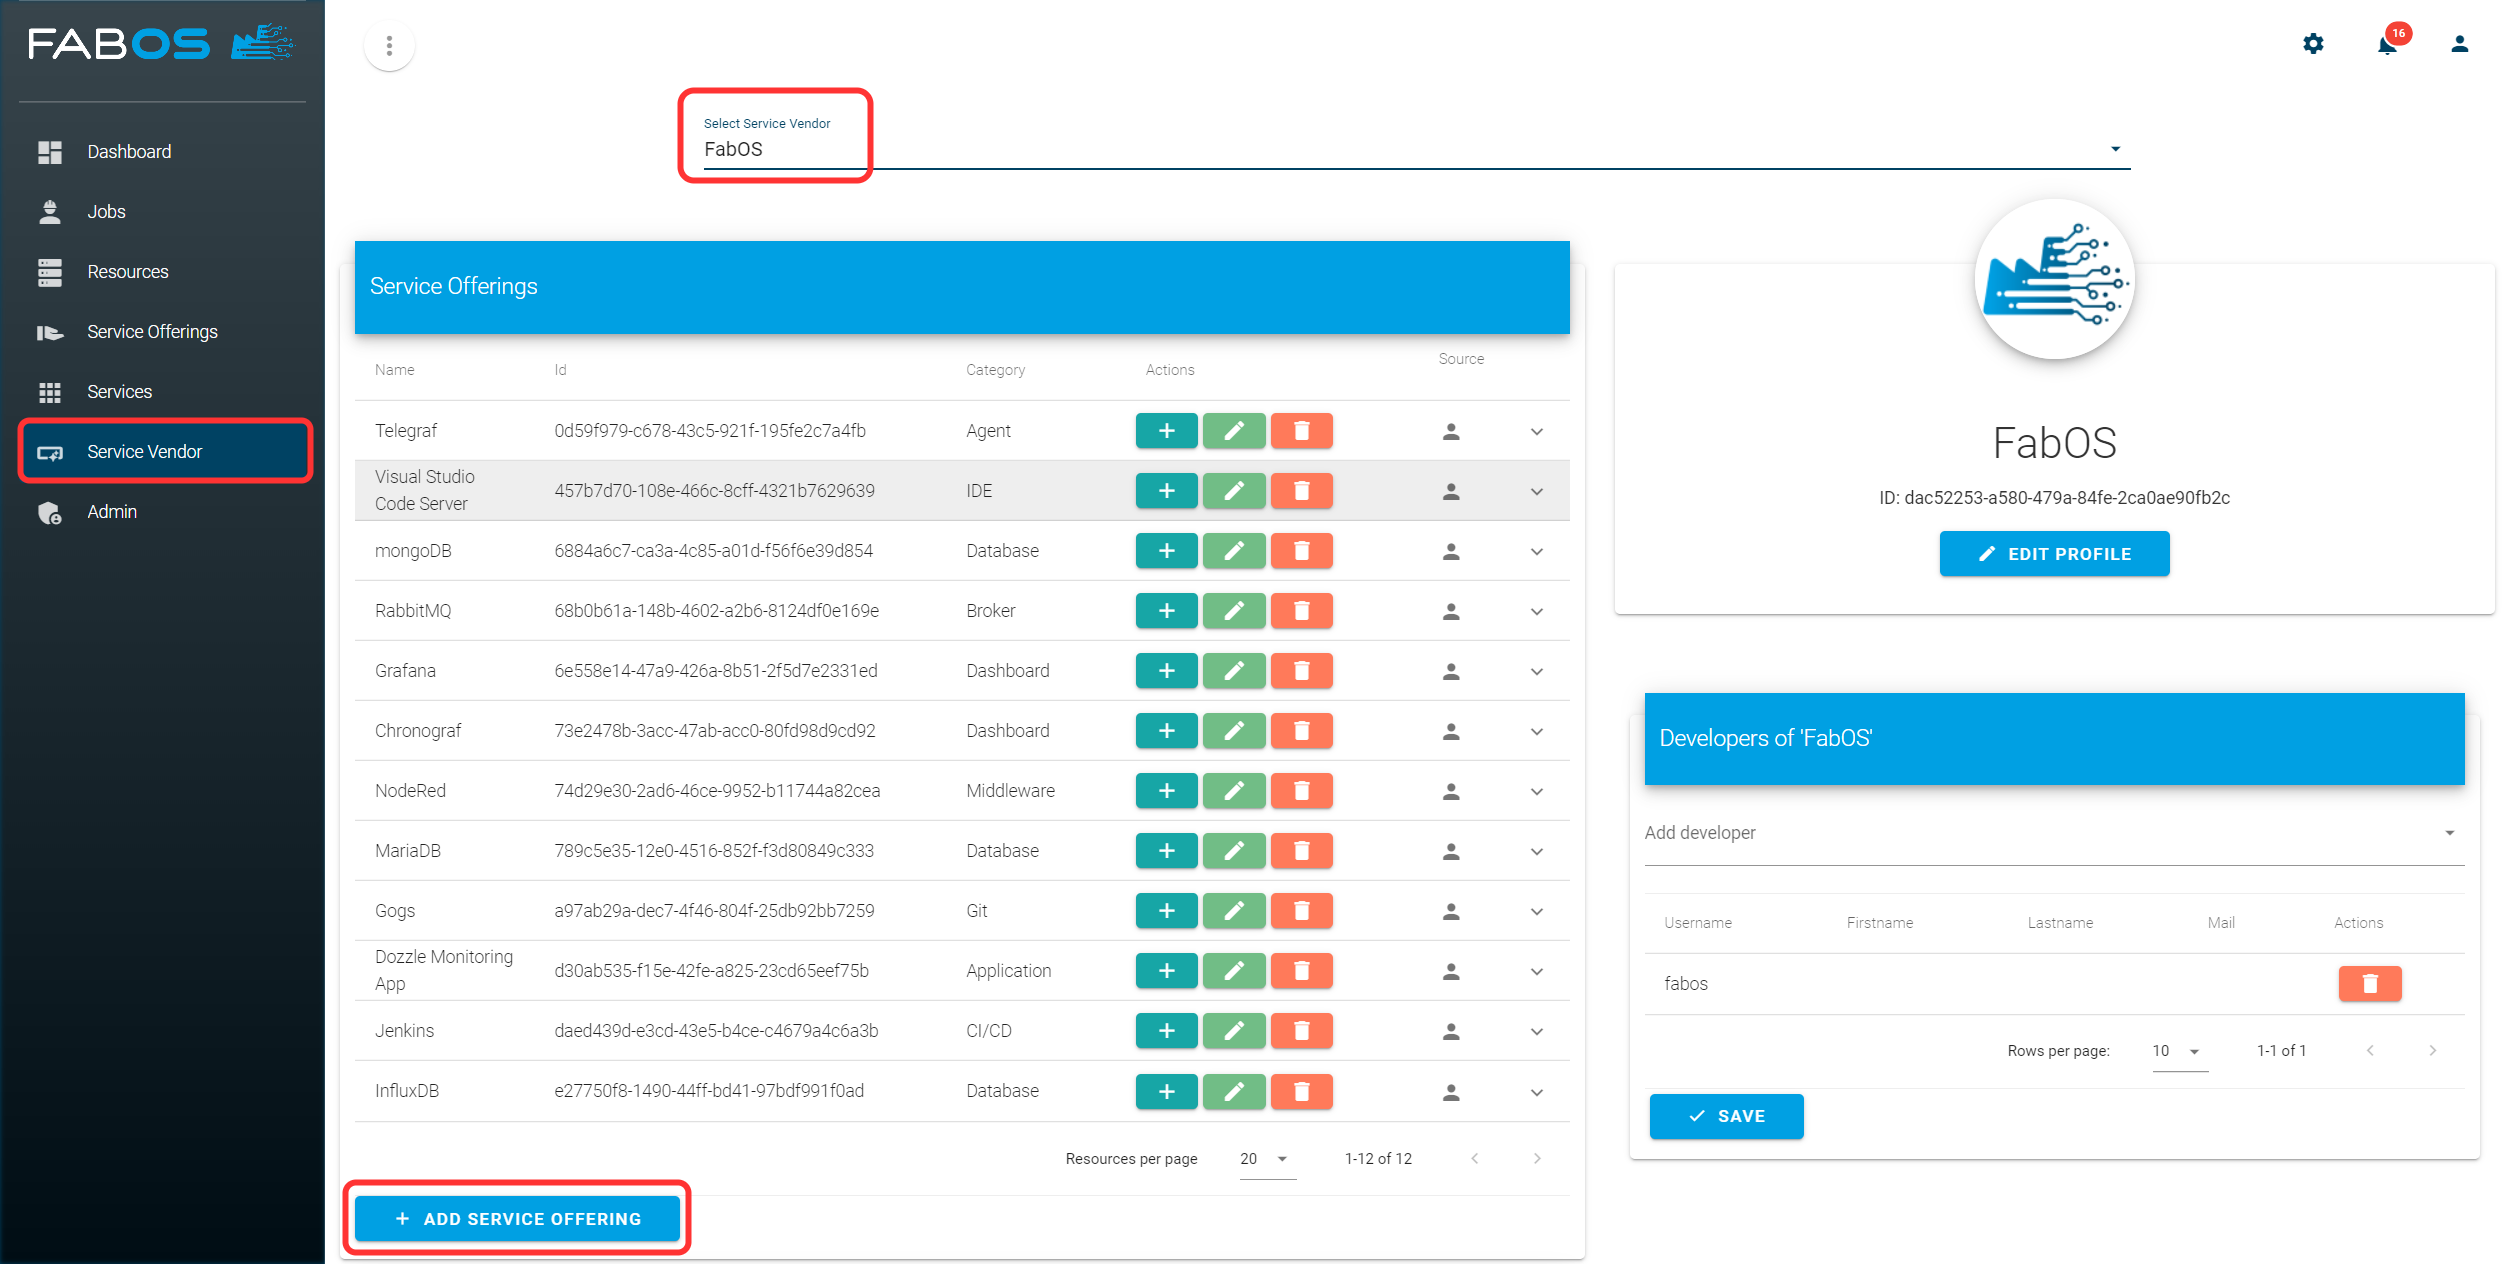 FABOS
16
Select Service Vendor
FabOS
Dashboard
Jobs
Resources
Service Offerings
Services
Service Vendor
Admin
Service Offerings
Name Id Category Actions Source
Telegraf 0d59f979-c678-43c5-921f-195fe2c7a4fb Agent
Visual Studio
Code Server 457b7d70-108e-466c-8cff-4321b7629639 IDE
mongoDB 6884a6c7-ca3a-4c85-a01d-f56f6e39d854 Database
RabbitMQ 68b0b61a-148b-4602-a2b6-8124df0e169e Broker
Grafana 6e558e14-47a9-426a-8b51-2f5d7e2331ed Dashboard
Chronograf 73e2478b-3acc-47ab-acc0-80fd98d9cd92 Dashboard
NodeRed 74d29e30-2ad6-46ce-9952-b11744a82cea Middleware
MariaDB 789c5e35-12e0-4516-852f-f3d80849c333 Database
Gogs a97ab29a-dec7-4f46-804f-25db92bb7259 Git
Dozzle Monitoring
App d30ab535-f15e-42fe-a825-23cd65eef75b Application
Jenkins daed439d-e3cd-43e5-b4ce-c4679a4c6a3b CI/CD
InfluxDB e27750f8-1490-44ff-bd41-97bdf991f0ad Database
Resources per page 20 1-12 of 12
+ ADD SERVICE OFFERING
FabOS
ID: dac52253-a580-479a-84fe-2ca0ae90fb2c
EDIT PROFILE
Developers of 'FabOS'
Add developer
Username Firstname Lastname Mail Actions
fabos
Rows per page: 10 1-1 of 1
SAVE